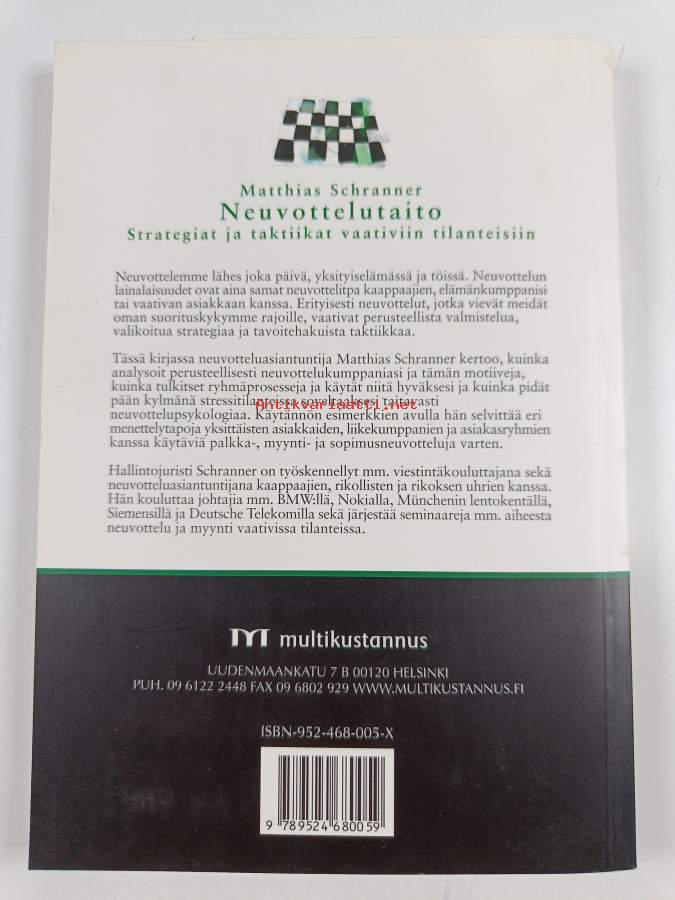 Matthias Schranner
Neuvottelutaito
Strategiat ja taktiikat vaativiin tilanteisiin
Neuvottelemme lähes joka päivä, yksityiselämässä ja töissä. Neuvottelun
lainalaisuudet ovat aina samat neuvottelitpa kaappaajien, elämänkumppanisi
tai vaativan asiakkaan kanssa. Erityisesti neuvottelut, jotka vievät meidät
oman suorituskykymme rajoille, vaativat perusteellista valmistelua,
valikoitua strategiaa ja tavoitehakuista taktiikkaa.
Tässä kirjassa neuvotteluasiantuntija Matthias Schranner kertoo, kuinka
analysoit perusteellisesti neuvottelukumppaniasi ja tämän motiiveja,
kuinka tulkitset ryhmäprosesseja ja käytät niitä hyväksesi ja kuinka pidät
pään kylmänä stressitilanteissa soveltaaksesi taitavasti
Antikvariaatti.net
neuvottelupsykologiaa. Käytännön esimerkkien avulla hän selvittää eri
menettelytapoja yksittäisten asiakkaiden, liikekumppanien ja asiakasryhmien
kanssa käytäviä palkka-, myynti- ja sopimusneuvotteluja varten.
Hallintojuristi Schranner on työskennellyt mm. viestintäkouluttajana sekä
neuvotteluasiantuntijana kaappaajien, rikollisten ja rikoksen uhrien kanssa.
Hän kouluttaa johtajia mm. BMW:llä, Nokialla, Münchenin lentokentällä,
Siemensillä ja Deutsche Telekomilla sekä järjestää seminaareja mm. aiheesta
neuvottelu ja myynti vaativissa tilanteissa.
multikustannus
UUDENMAANKATU 7 B 00120 HELSINKI
PUH. 09 6122 2448 FAX 09 6802 929 WWW.MULTIKUSTANNUS.FI
ISBN-952-468-005-X
9 789524 680059